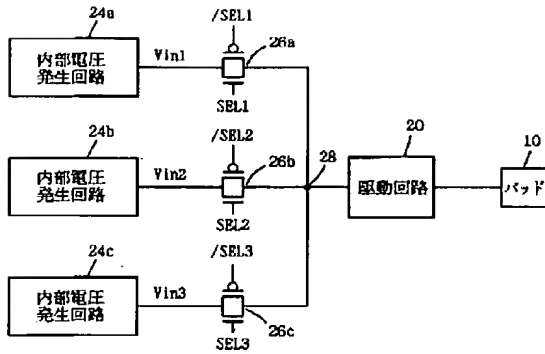 /SEL1
24a
内部電圧
発生回路
Vin1
26a
SEL1
24b
/SEL2
内部電圧
発生回路
Vin2
26b
SEL2
28
20
駆動回路
10
パッド
24c
/SEL3
内部電圧
発生回路
Vin3
26c
SEL3